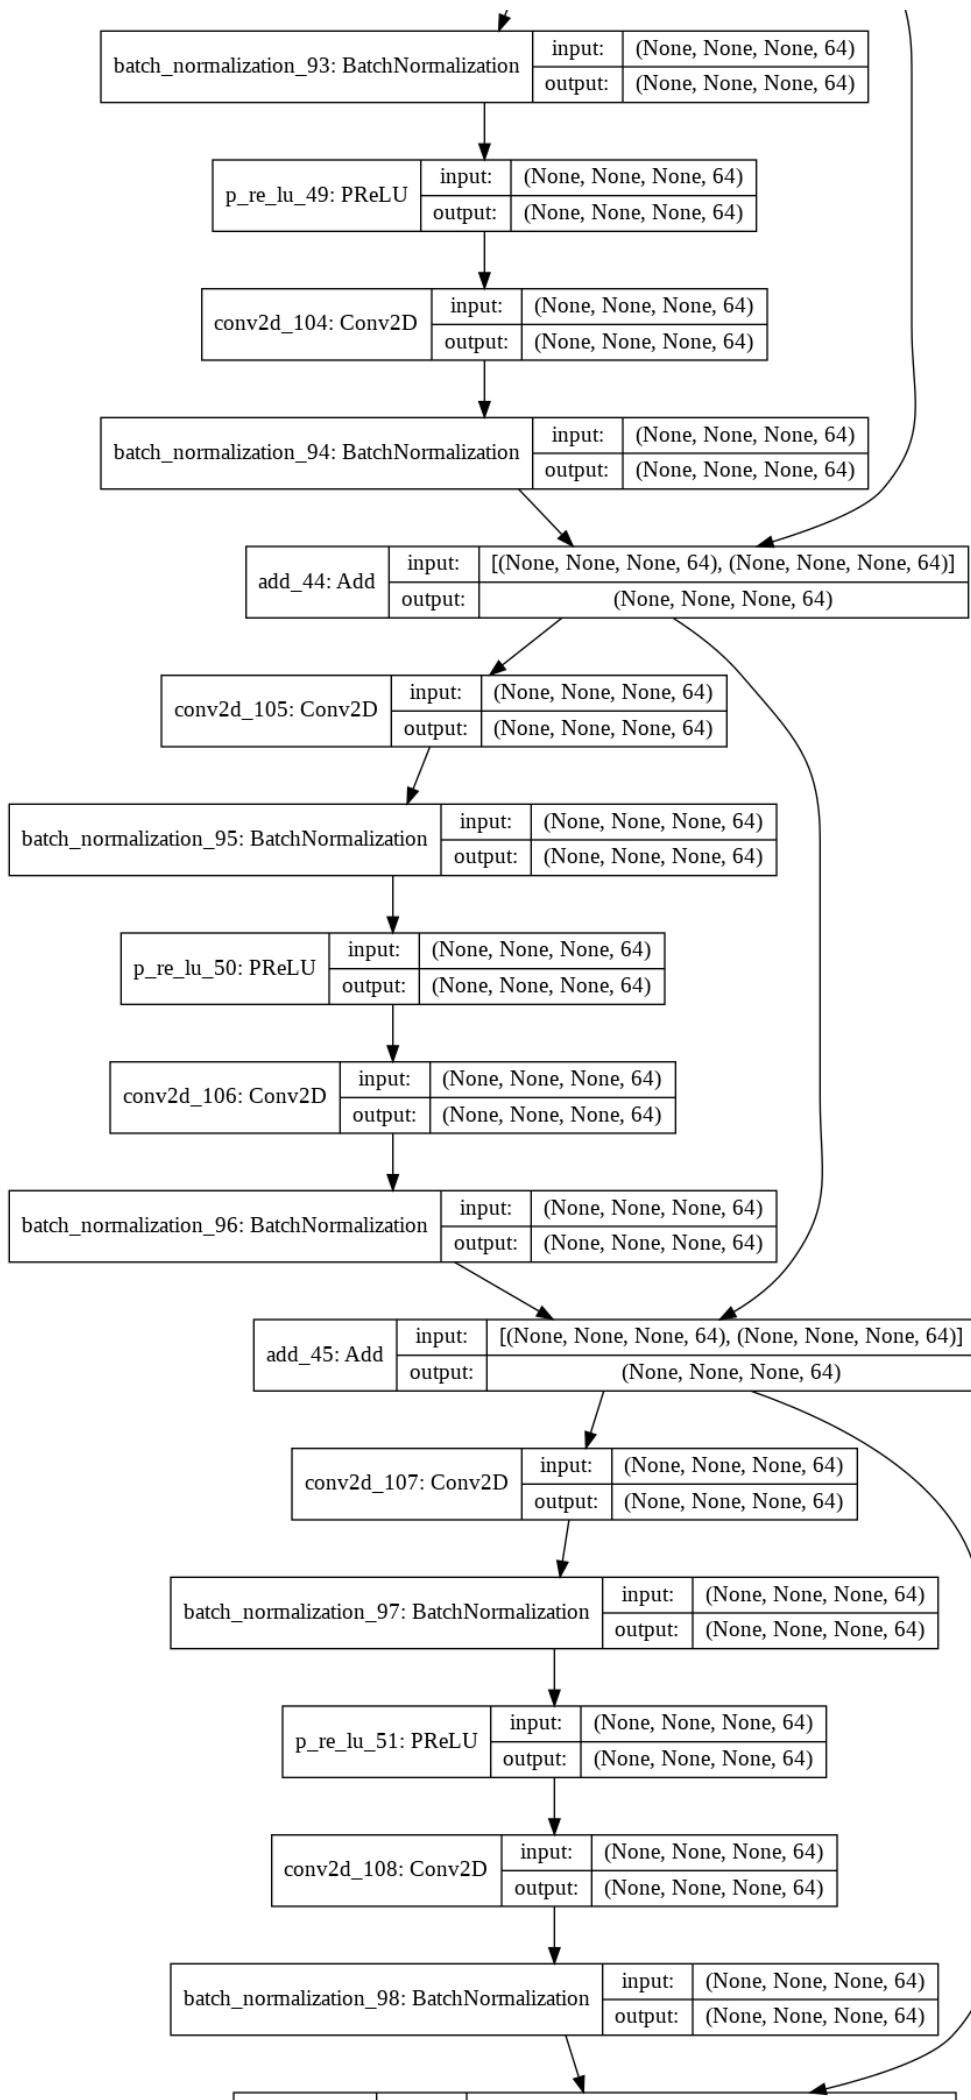 batch_normalization_93: BatchNormalization
input: (None, None, None, 64)
output: (None, None, None, 64)
p_re_lu_49: PReLU
input: (None, None, None, 64)
output: (None, None, None, 64)
conv2d_104: Conv2D
input: (None, None, None, 64)
output: (None, None, None, 64)
batch_normalization_94: BatchNormalization
input: (None, None, None, 64)
output: (None, None, None, 64)
add_44: Add
input: [(None, None, None, 64), (None, None, None, 64)]
output: (None, None, None, 64)
conv2d_105: Conv2D
input: (None, None, None, 64)
output: (None, None, None, 64)
batch_normalization_95: BatchNormalization
input: (None, None, None, 64)
output: (None, None, None, 64)
p_re_lu_50: PReLU
input: (None, None, None, 64)
output: (None, None, None, 64)
conv2d_106: Conv2D
input: (None, None, None, 64)
output: (None, None, None, 64)
batch_normalization_96: BatchNormalization
input: (None, None, None, 64)
output: (None, None, None, 64)
add_45: Add
input: [(None, None, None, 64), (None, None, None, 64)]
output: (None, None, None, 64)
conv2d_107: Conv2D
input: (None, None, None, 64)
output: (None, None, None, 64)
batch_normalization_97: BatchNormalization
input: (None, None, None, 64)
output: (None, None, None, 64)
p_re_lu_51: PReLU
input: (None, None, None, 64)
output: (None, None, None, 64)
conv2d_108: Conv2D
input: (None, None, None, 64)
output: (None, None, None, 64)
batch_normalization_98: BatchNormalization
input: (None, None, None, 64)
output: (None, None, None, 64)